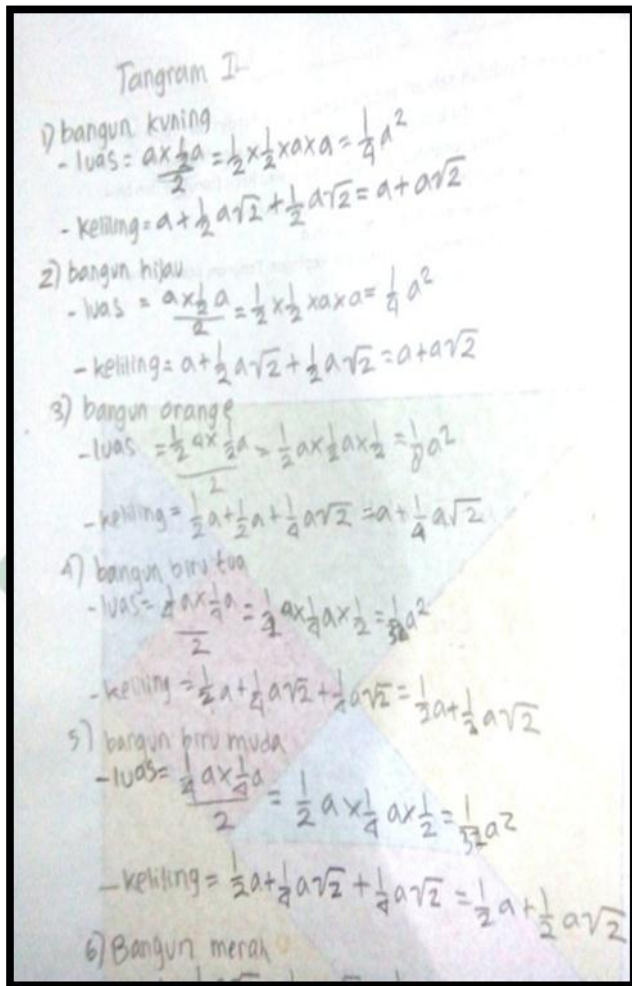 Tangram II
1) bangun kuning
- luas = (a × 1/2 a)/2 = 1/2 × 1/2 × a × a = 1/4 a²
- keliling = a + 1/2 a√2 + 1/2 a√2 = a + a√2
2) bangun hijau
- luas = (a × 1/2 a)/2 = 1/2 × 1/2 × a × a = 1/4 a²
- keliling = a + 1/2 a√2 + 1/2 a√2 = a + a√2
3) bangun orange
- luas = (1/2 a × 1/2 a)/2 = 1/2 a × 1/2 a × 1/2 = 1/8 a²
- keliling = 1/2 a + 1/2 a + 1/4 a√2 = a + 1/4 a√2
4) bangun biru tua
- luas = (1/4 a × 1/4 a)/2 = a × 1/4 a × 1/2 = 1/32 a²
- keliling = 1/2 a + 1/4 a√2 + 1/4 a√2 = 1/2 a + 1/2 a√2
5) bangun biru muda
- luas = (1/4 a × 1/4 a)/2 = 1/2 a × 1/4 a × 1/2 = 1/32 a²
- keliling = 1/2 a + 1/4 a√2 + 1/4 a√2 = 1/2 a + 1/2 a√2
6) Bangun merah